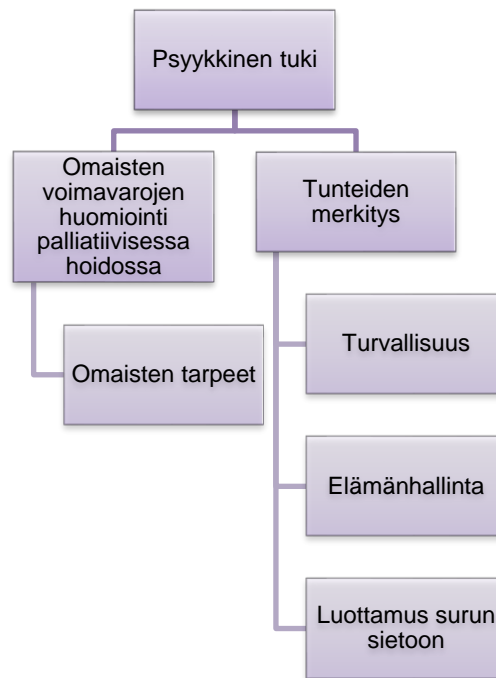 Psyykkinen tuki
Omaisten
voimavarojen
huomiointi
palliatiivisessa
hoidossa
Tunteiden
merkitys
Omaisten tarpeet
Turvallisuus
Elämänhallinta
Luottamus surun
sietoon